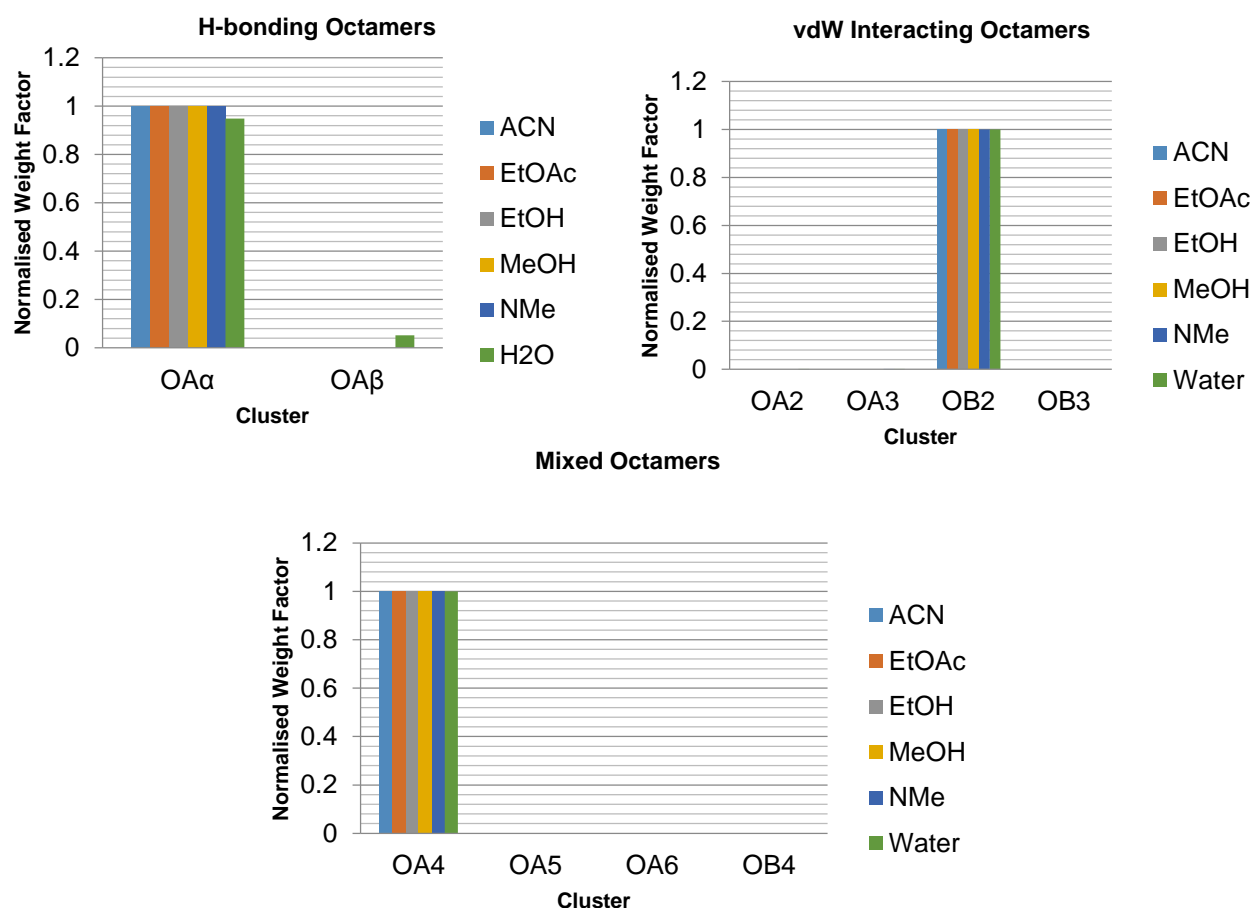 H-bonding Octamers
1.2
1
0.8
0.6
0.4
0.2
0
Normalised Weight Factor
OAα OAβ
Cluster
ACN
EtOAc
EtOH
MeOH
NMe
H2O
vdW Interacting Octamers
1.2
1
0.8
0.6
0.4
0.2
0
Normalised Weight Factor
OA2 OA3 OB2 OB3
Cluster
ACN
EtOAc
EtOH
MeOH
NMe
Water
Mixed Octamers
1.2
1
0.8
0.6
0.4
0.2
0
Normalised Weight Factor
OA4 OA5 OA6 OB4
Cluster
ACN
EtOAc
EtOH
MeOH
NMe
Water